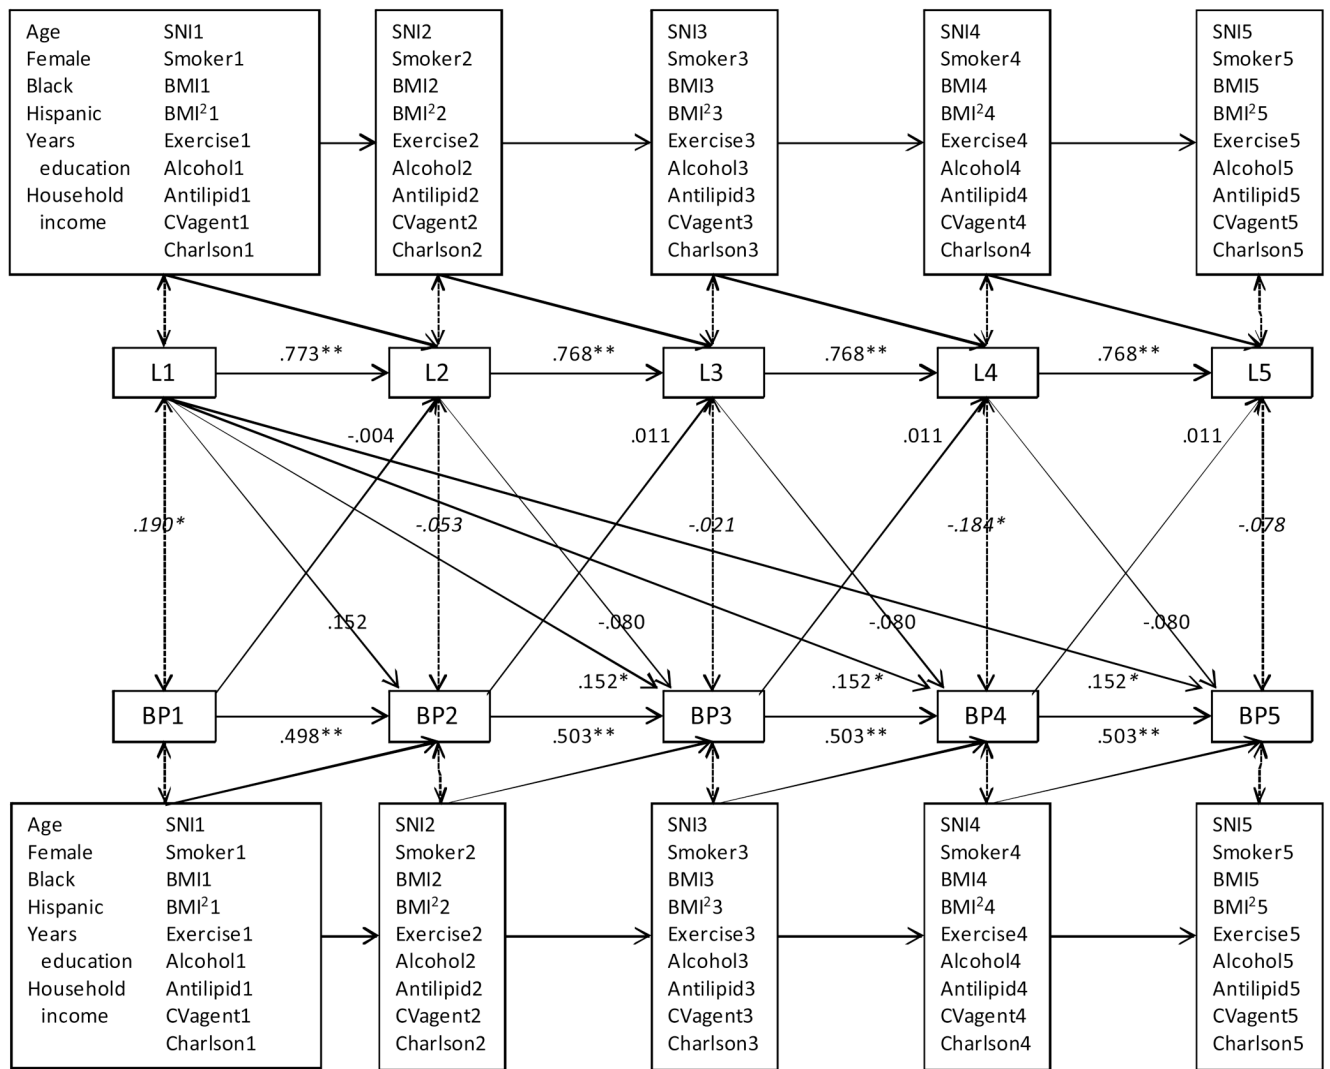 Age SNI1 SNI2 SNI3 SNI4 SNI5
Female Smoker1 Smoker2 Smoker3 Smoker4 Smoker5
Black BMI1 BMI2 BMI3 BMI4 BMI5
Hispanic BMI²1 BMI²2 BMI²3 BMI²4 BMI²5
Years Exercise1 Exercise2 Exercise3 Exercise4 Exercise5
education Alcohol1 Alcohol2 Alcohol3 Alcohol4 Alcohol5
Household Antilipid1 Antilipid2 Antilipid3 Antilipid4 Antilipid5
income CVagent1 CVagent2 CVagent3 CVagent4 CVagent5
Charlson1 Charlson2 Charlson3 Charlson4 Charlson5
.773** .768** .768** .768**
L1 L2 L3 L4 L5
-.004 .011 .011 .011
.190* -.053 -.021 -.184* -.078
.152 -.080 -.080 -.080
.152* .152* .152*
BP1 BP2 BP3 BP4 BP5
.498** .503** .503** .503**
Age SNI1 SNI2 SNI3 SNI4 SNI5
Female Smoker1 Smoker2 Smoker3 Smoker4 Smoker5
Black BMI1 BMI2 BMI3 BMI4 BMI5
Hispanic BMI²1 BMI²2 BMI²3 BMI²4 BMI²5
Years Exercise1 Exercise2 Exercise3 Exercise4 Exercise5
education Alcohol1 Alcohol2 Alcohol3 Alcohol4 Alcohol5
Household Antilipid1 Antilipid2 Antilipid3 Antilipid4 Antilipid5
income CVagent1 CVagent2 CVagent3 CVagent4 CVagent5
Charlson1 Charlson2 Charlson3 Charlson4 Charlson5